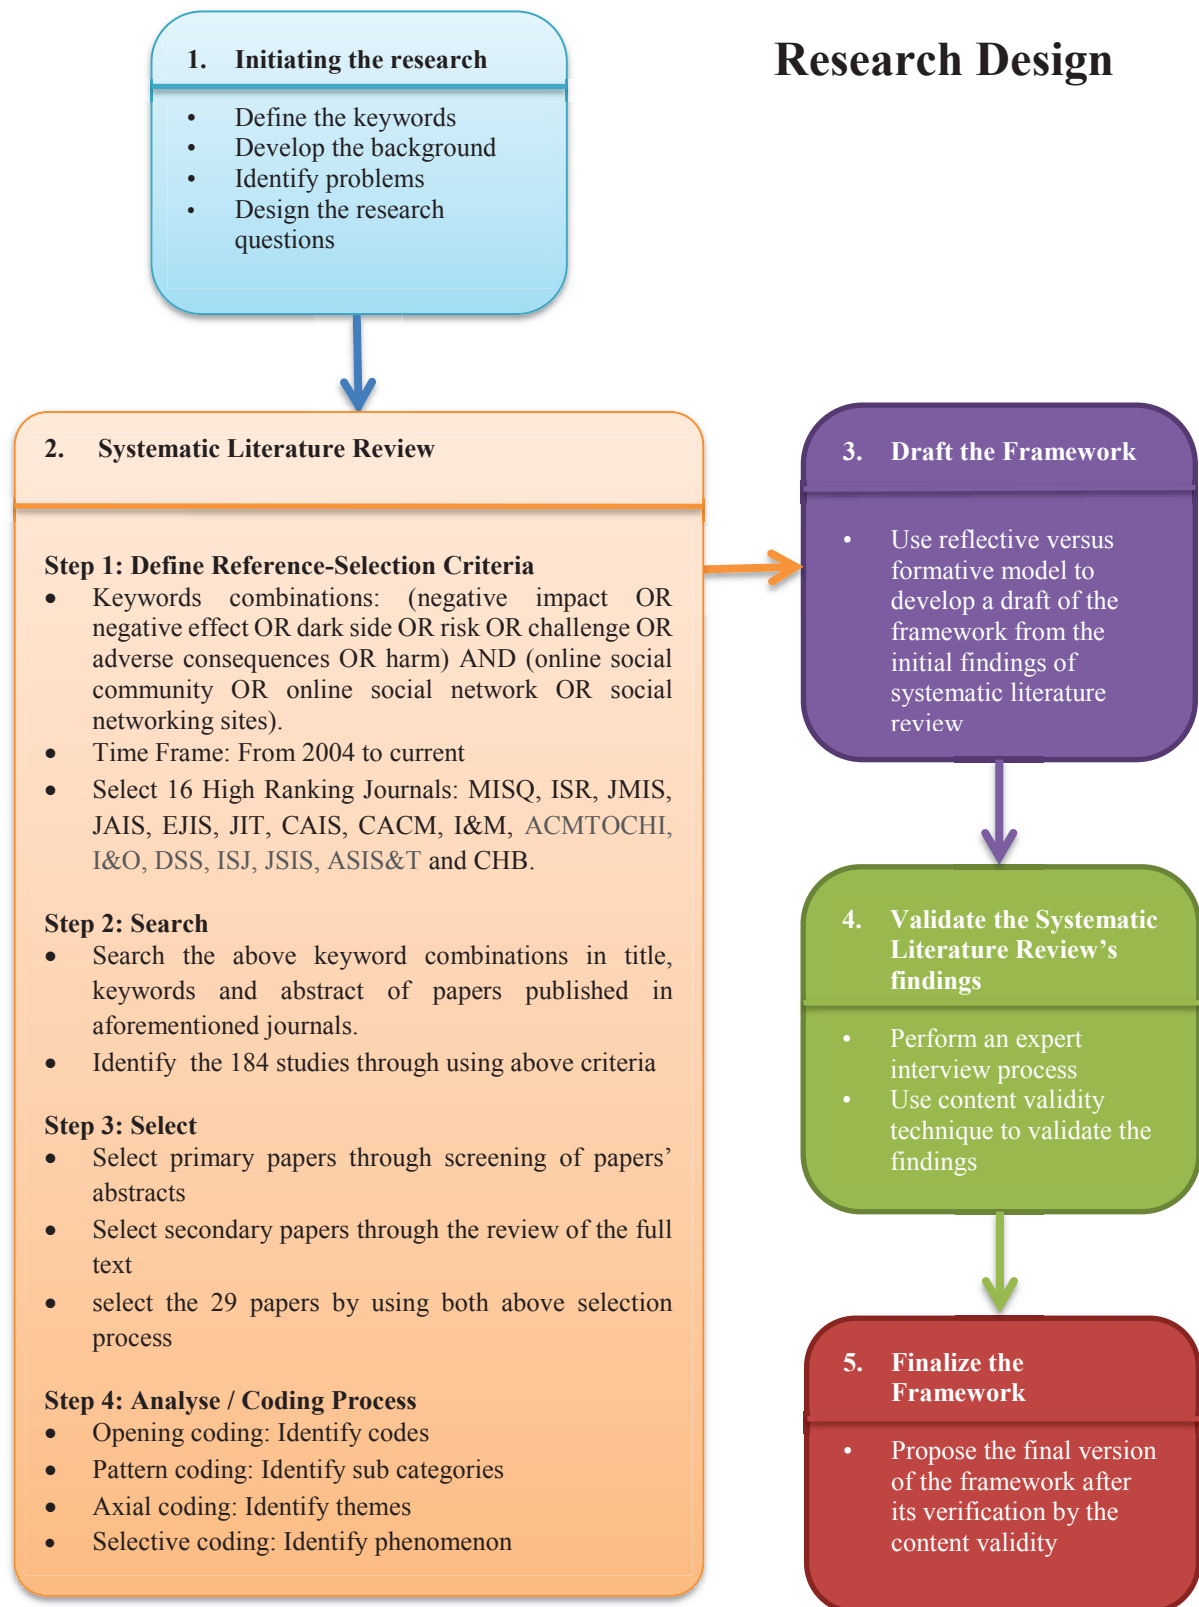 Research Design
1. Initiating the research
• Define the keywords
• Develop the background
• Identify problems
• Design the research
questions
2. Systematic Literature Review
Step 1: Define Reference-Selection Criteria
• Keywords combinations: (negative impact OR
negative effect OR dark side OR risk OR challenge OR
adverse consequences OR harm) AND (online social
community OR online social network OR social
networking sites).
• Time Frame: From 2004 to current
• Select 16 High Ranking Journals: MISQ, ISR, JMIS,
JAIS, EJIS, JIT, CAIS, CACM, I&M, ACMTOCHI,
I&O, DSS, ISJ, JSIS, ASIS&T and CHB.
Step 2: Search
• Search the above keyword combinations in title,
keywords and abstract of papers published in
aforementioned journals.
• Identify the 184 studies through using above criteria
Step 3: Select
• Select primary papers through screening of papers’
abstracts
• Select secondary papers through the review of the full
text
• select the 29 papers by using both above selection
process
Step 4: Analyse / Coding Process
• Opening coding: Identify codes
• Pattern coding: Identify sub categories
• Axial coding: Identify themes
• Selective coding: Identify phenomenon
3. Draft the Framework
• Use reflective versus
formative model to
develop a draft of the
framework from the
initial findings of
systematic literature
review
4. Validate the Systematic
Literature Review’s
findings
• Perform an expert
interview process
• Use content validity
technique to validate the
findings
5. Finalize the
Framework
• Propose the final version
of the framework after
its verification by the
content validity